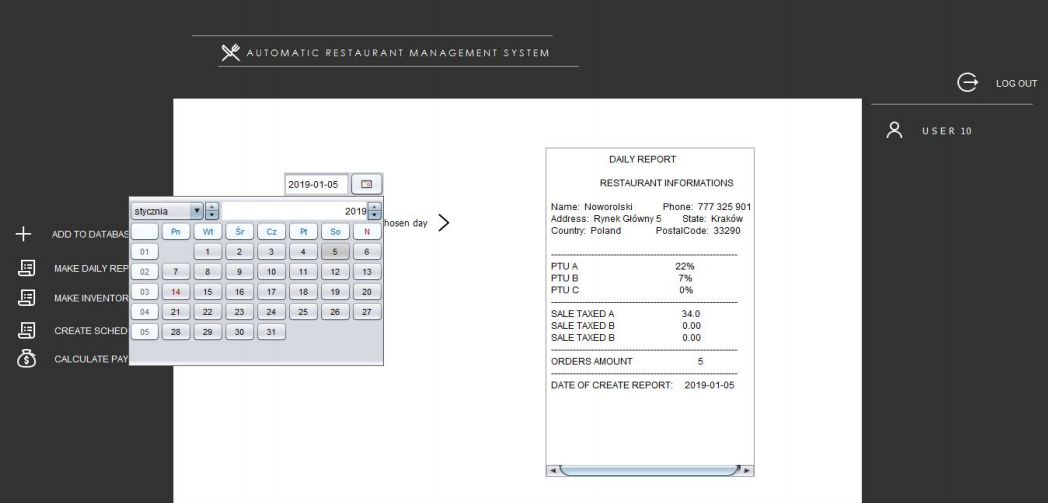 AUTOMATIC RESTAURANT MANAGEMENT SYSTEM
LOG OUT
USER 10
ADD TO DATABAS
MAKE DAILY REP
MAKE INVENTOR
CREATE SCHED
CALCULATE PAY
2019-01-05
stycznia 2019
Pn Wt Śr Cz Pt So N
01 1 2 3 4 5 6
02 7 8 9 10 11 12 13
03 14 15 16 17 18 19 20
04 21 22 23 24 25 26 27
05 28 29 30 31
hosen day
DAILY REPORT
RESTAURANT INFORMATIONS
Name: Noworolski Phone: 777 325 901
Address: Rynek Główny 5 State: Kraków
Country: Poland PostalCode: 33290
PTU A 22%
PTU B 7%
PTU C 0%
SALE TAXED A 34.0
SALE TAXED B 0.00
SALE TAXED B 0.00
ORDERS AMOUNT 5
DATE OF CREATE REPORT: 2019-01-05